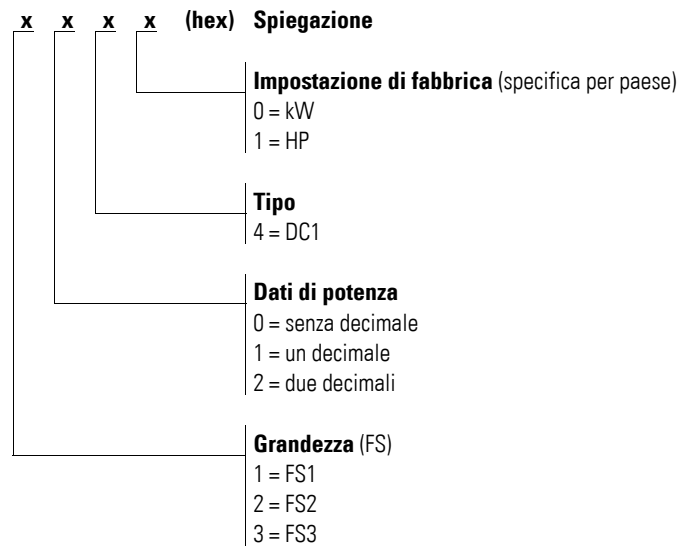 x x x x (hex) Spiegazione
Impostazione di fabbrica (specifica per paese)
0 = kW
1 = HP
Tipo
4 = DC1
Dati di potenza
0 = senza decimale
1 = un decimale
2 = due decimali
Grandezza (FS)
1 = FS1
2 = FS2
3 = FS3